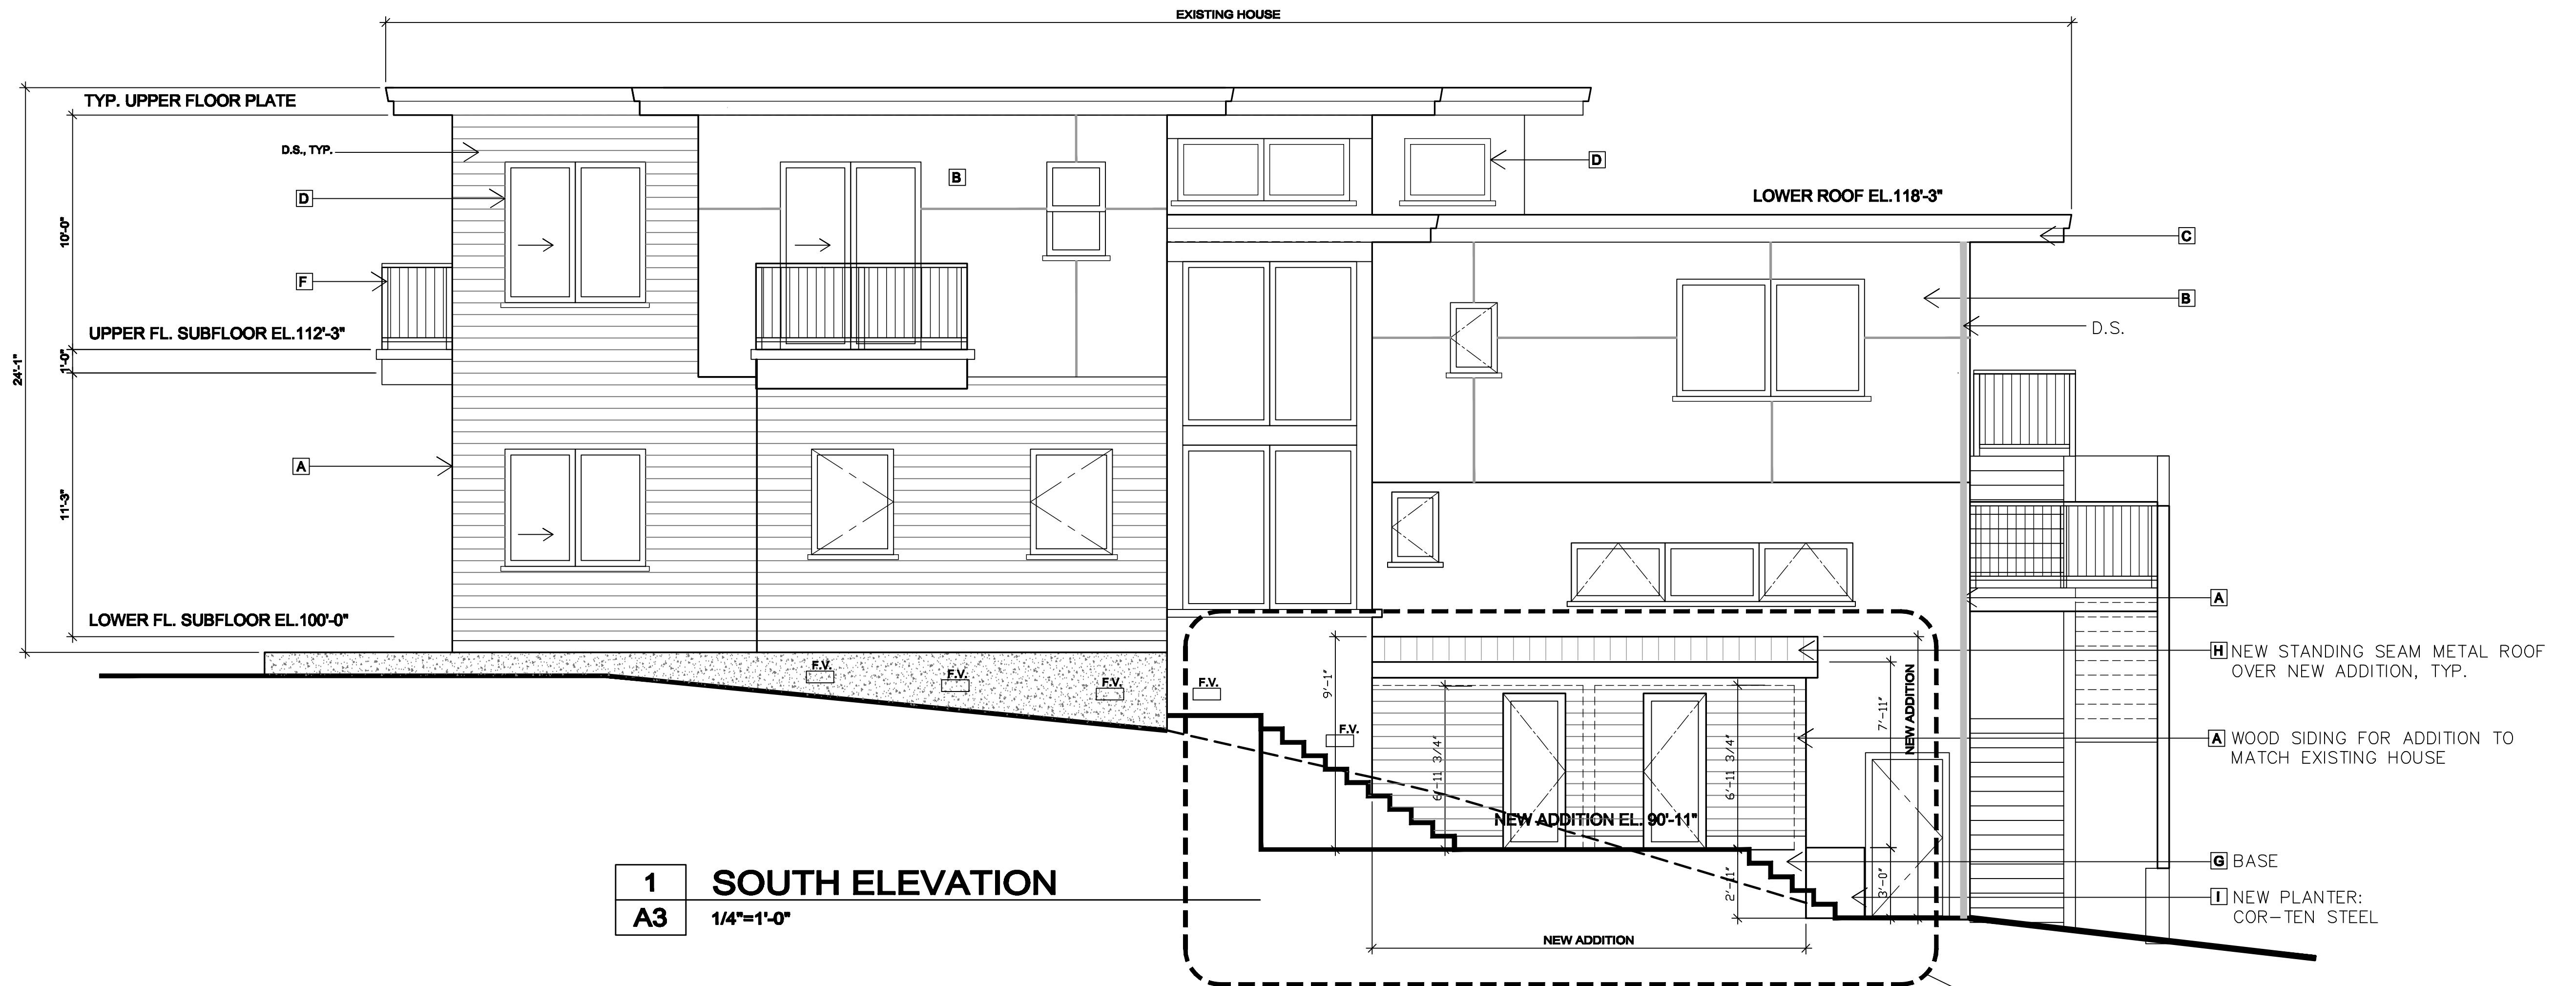 EXISTING HOUSE
TYP. UPPER FLOOR PLATE
D.S., TYP.
D
B
D
LOWER ROOF EL.118'-3"
C
10'-0"
F
B
D.S.
UPPER FL. SUBFLOOR EL.112'-3"
24'-1"
1'-0"
A
11'-3"
A
LOWER FL. SUBFLOOR EL.100'-0"
H NEW STANDING SEAM METAL ROOF
OVER NEW ADDITION, TYP.
F.V.
F.V.
F.V.
F.V.
F.V.
9'-1"
6'-11 3/4"
6'-11 3/4"
7'-11"
NEW ADDITION
A WOOD SIDING FOR ADDITION TO
MATCH EXISTING HOUSE
NEW ADDITION EL. 90'-11"
G BASE
2'-11"
3'-0"
I NEW PLANTER:
COR-TEN STEEL
1
A3
SOUTH ELEVATION
1/4"=1'-0"
NEW ADDITION